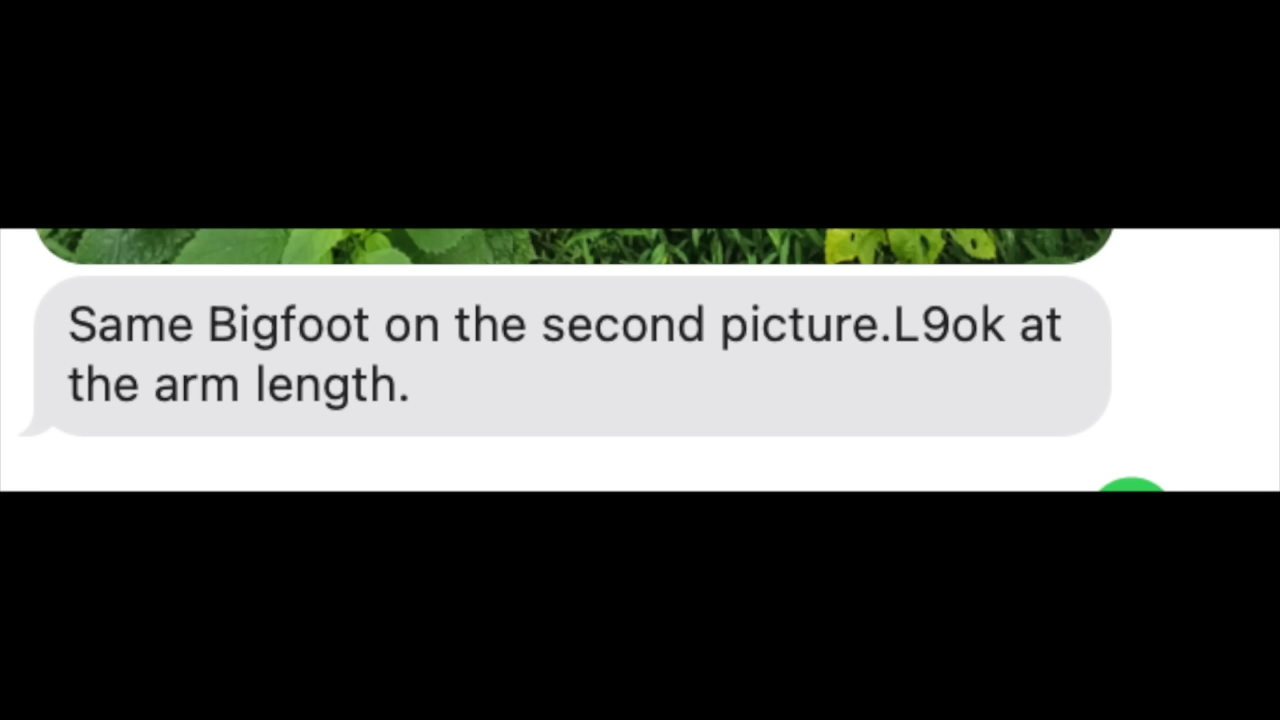 Same Bigfoot on the second picture.L9ok at
the arm length.